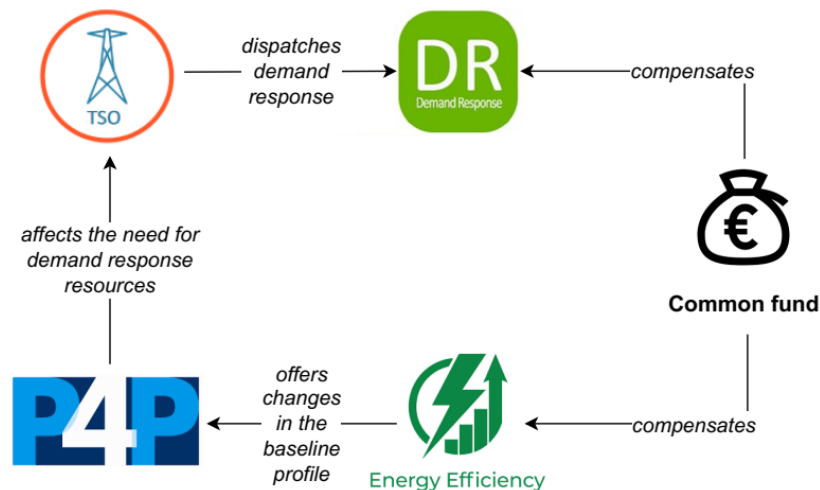 dispatches
demand
response
TSO
DR
Demand Response
compensates
€
affects the need for
demand response
resources
Common fund
P4P
offers
changes
in the
baseline
profile
Energy Efficiency
compensates